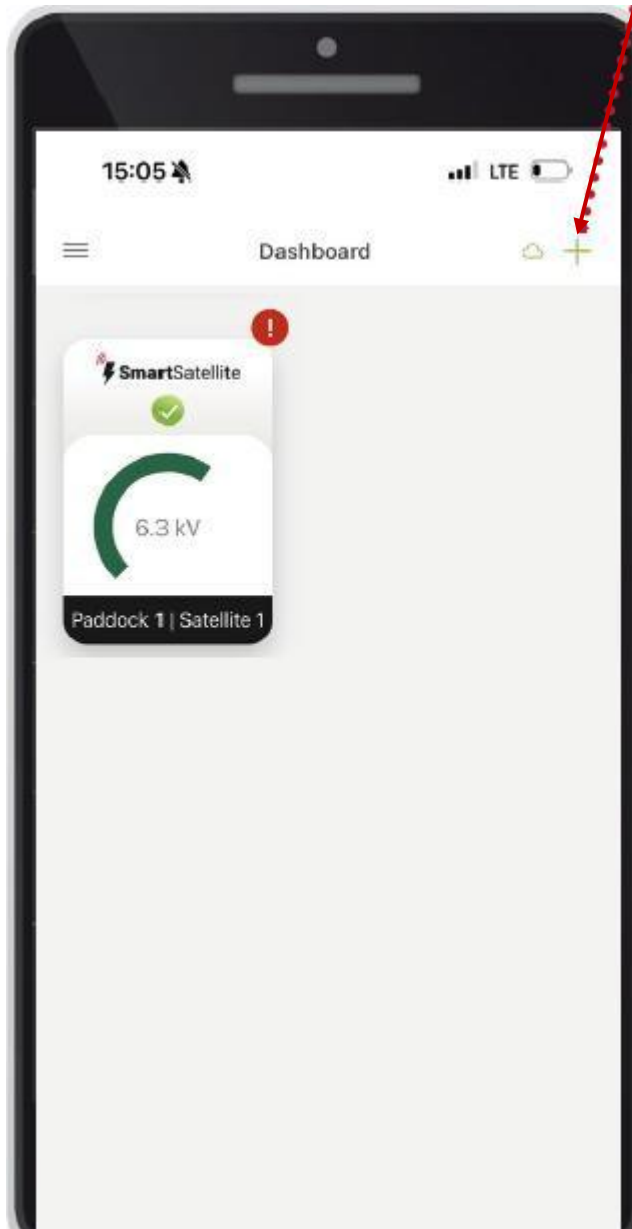 15:05
LTE
Dashboard
!
SmartSatellite
6.3 kV
Paddock 1 | Satellite 1